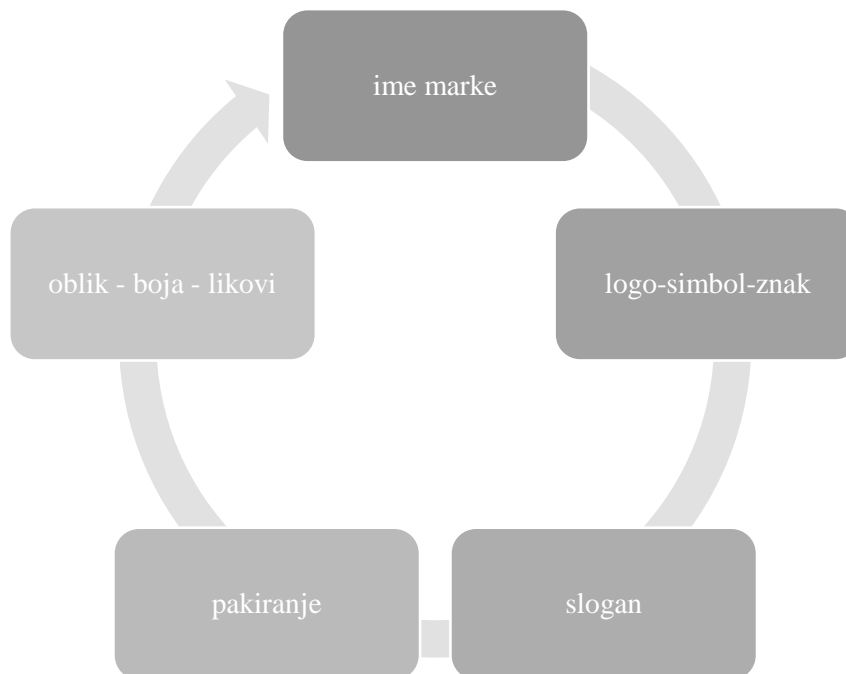 ime marke
logo-simbol-znak
slogan
pakiranje
oblik - boja - likovi